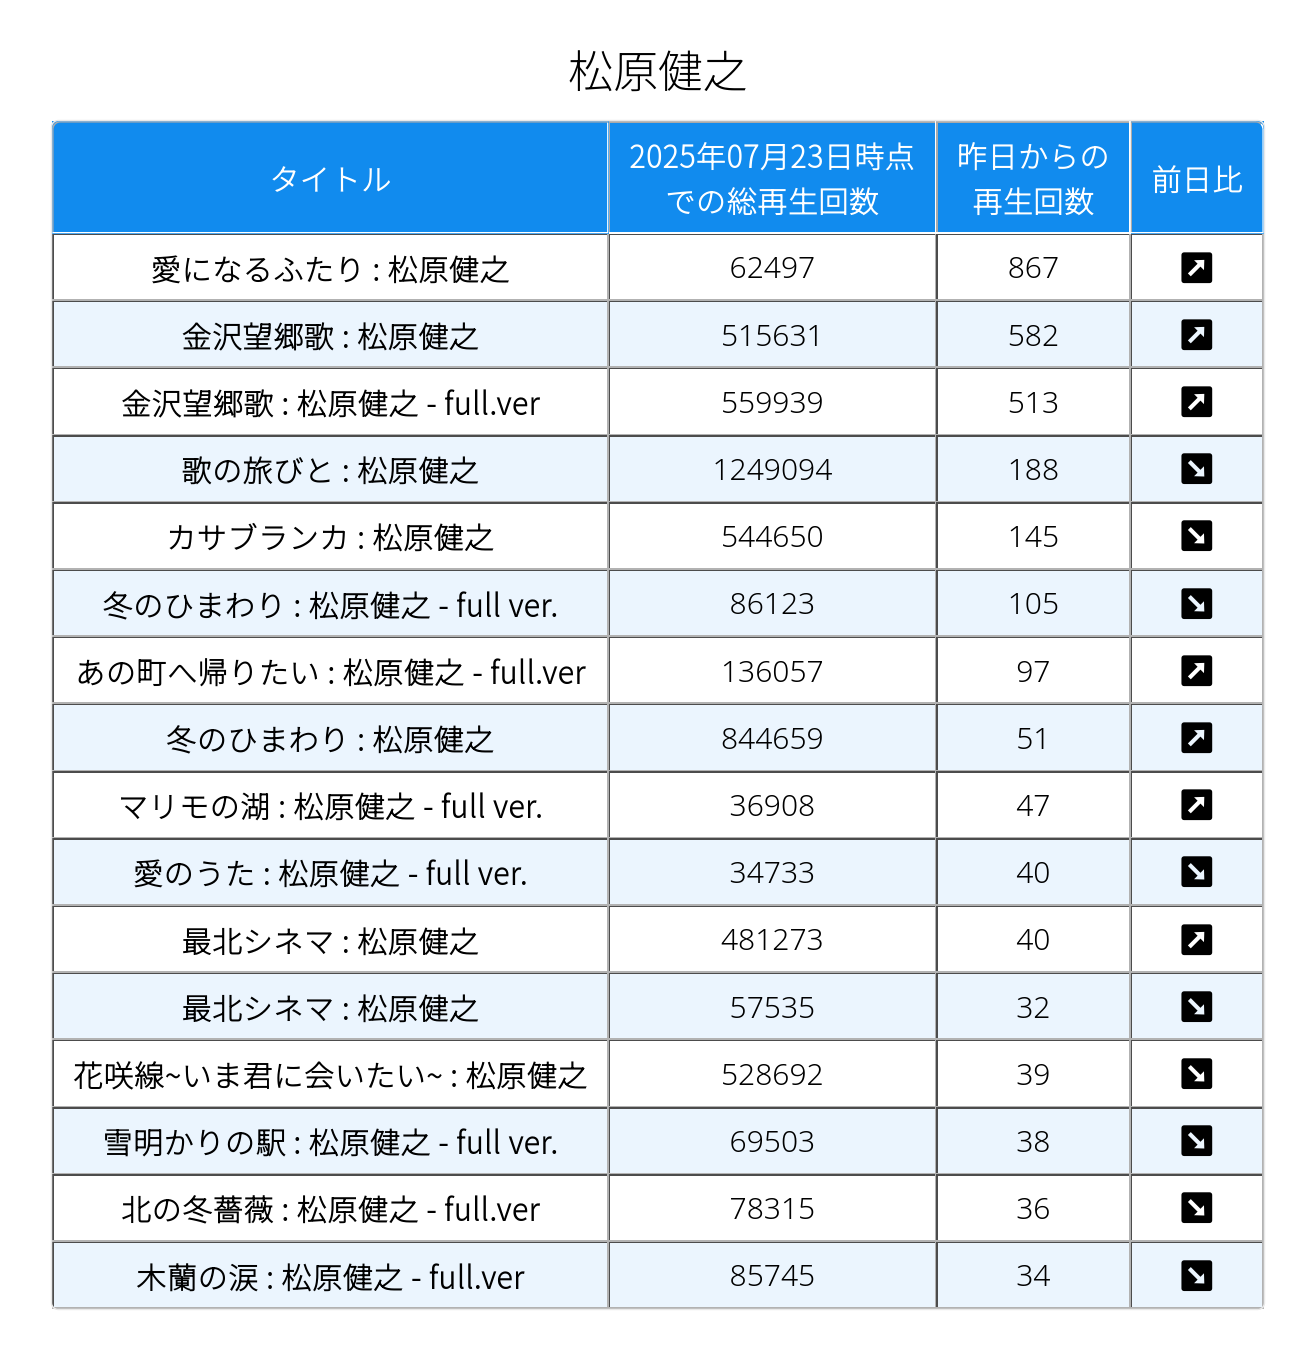 松原健之
タイトル
2025年07月23日時点
での総再生回数
昨日からの
再生回数
前日比
愛になるふたり : 松原健之 62497 867
金沢望郷歌 : 松原健之 515631 582
金沢望郷歌 : 松原健之 - full.ver 559939 513
歌の旅びと : 松原健之 1249094 188
カサブランカ : 松原健之 544650 145
冬のひまわり : 松原健之 - full ver. 86123 105
あの町へ帰りたい : 松原健之 - full.ver 136057 97
冬のひまわり : 松原健之 844659 51
マリモの湖 : 松原健之 - full ver. 36908 47
愛のうた : 松原健之 - full ver. 34733 40
最北シネマ : 松原健之 481273 40
最北シネマ : 松原健之 57535 32
花咲線~いま君に会いたい~ : 松原健之 528692 39
雪明かりの駅 : 松原健之 - full ver. 69503 38
北の冬薔薇 : 松原健之 - full.ver 78315 36
木蘭の涙 : 松原健之 - full.ver 85745 34